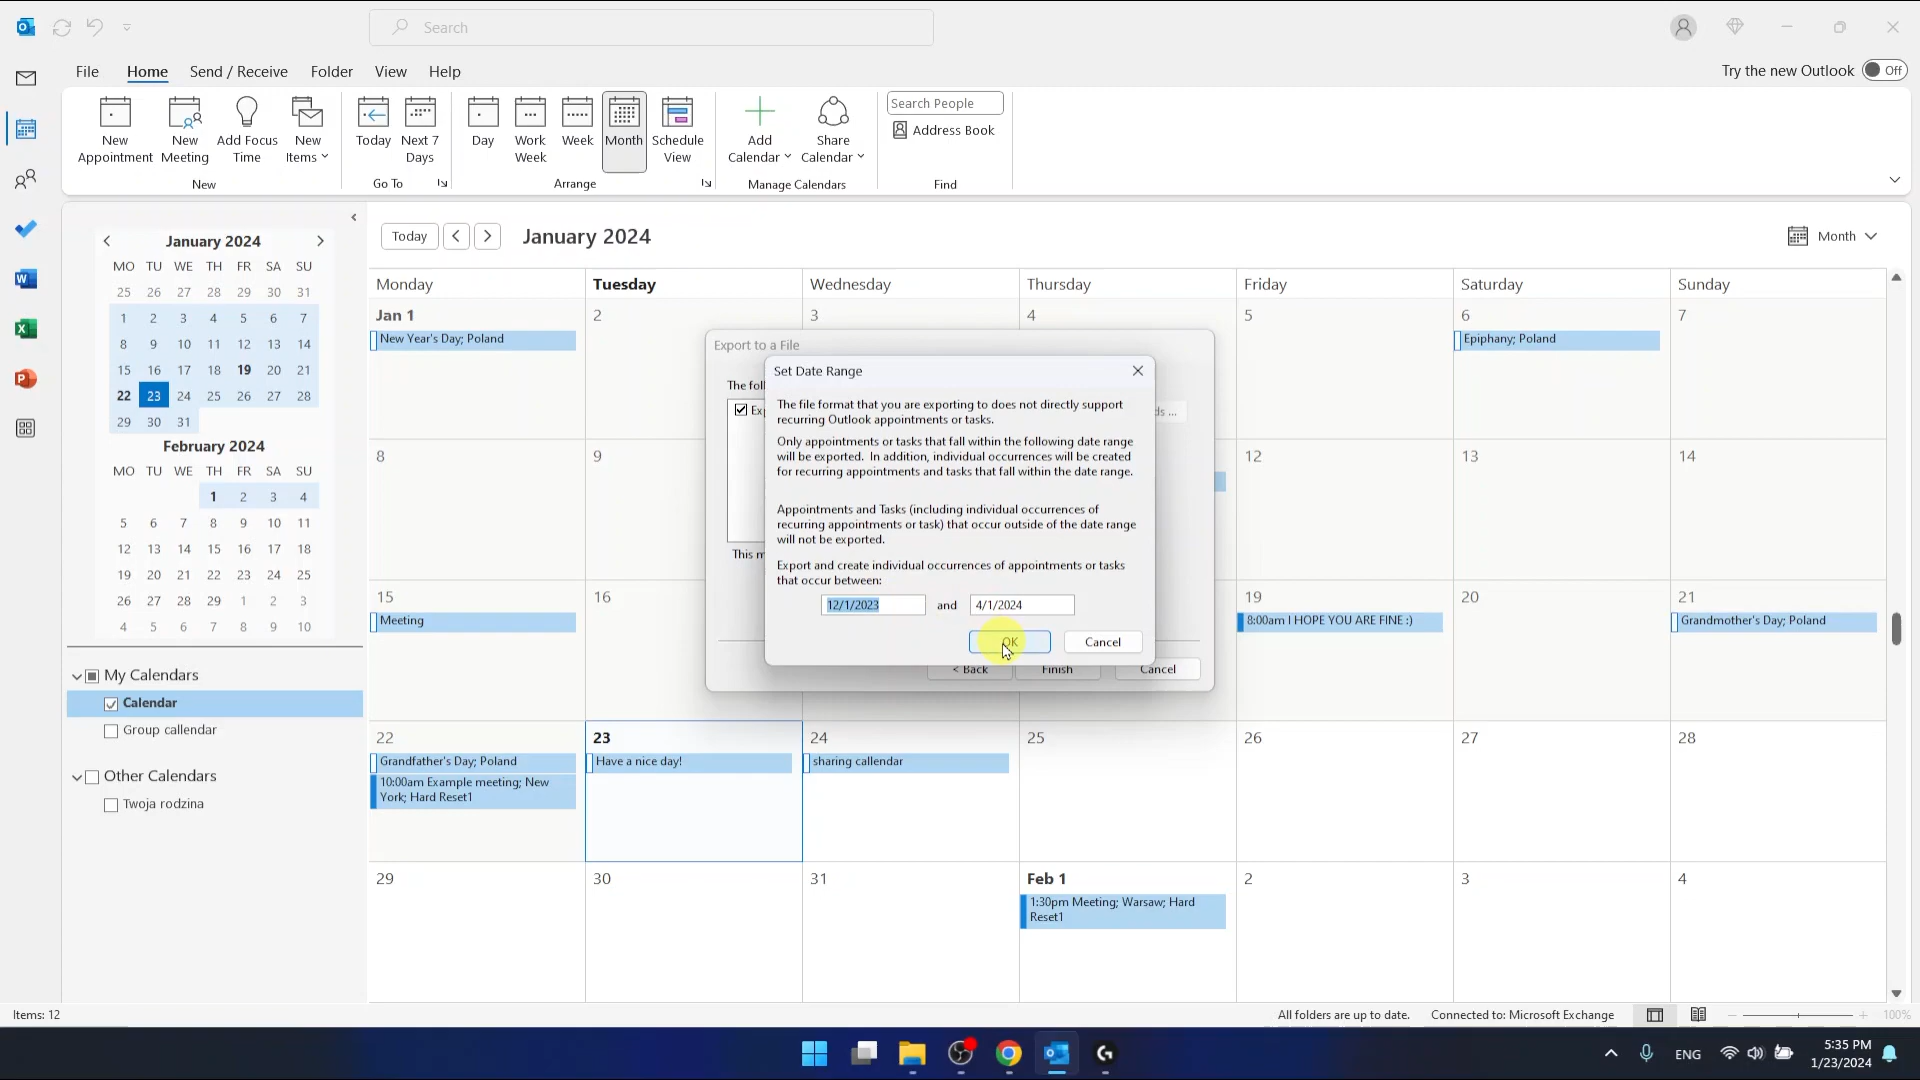 Search
File Home Send / Receive Folder View Help
Try the new Outlook Off
New Appointment
New Meeting
Add Focus Time
New Items
Today
Next 7 Days
Day
Work Week
Week
Month
Schedule View
Add Calendar
Share Calendar
Search People
Address Book
New
Go To
Arrange
Manage Calendars
Find
January 2024
MO TU WE TH FR SA SU
25 26 27 28 29 30 31
1 2 3 4 5 6 7
8 9 10 11 12 13 14
15 16 17 18 19 20 21
22 23 24 25 26 27 28
29 30 31
February 2024
MO TU WE TH FR SA SU
1 2 3 4
5 6 7 8 9 10 11
12 13 14 15 16 17 18
19 20 21 22 23 24 25
26 27 28 29 1 2 3
4 5 6 7 8 9 10
My Calendars
Calendar
Group callendar
Other Calendars
Twoja rodzina
Today
January 2024
Month
Monday Tuesday Wednesday Thursday Friday Saturday Sunday
Jan 1 2 3 4 5 6 7
New Year's Day; Poland
Epiphany; Poland
8 9 12 13 14
15 16 19 20 21
Meeting
8:00am I HOPE YOU ARE FINE :)
Grandmother's Day; Poland
22 23 24 25 26 27 28
Grandfather's Day; Poland
10:00am Example meeting; New
York; Hard Reset1
Have a nice day!
sharing callendar
29 30 31 Feb 1 2 3 4
1:30pm Meeting; Warsaw; Hard
Reset1
Export to a File
The foll
Ex
ds ...
This m
< Back Finish Cancel
Set Date Range
The file format that you are exporting to does not directly support
recurring Outlook appointments or tasks.
Only appointments or tasks that fall within the following date range
will be exported. In addition, individual occurrences will be created
for recurring appointments and tasks that fall within the date range.
Appointments and Tasks (including individual occurrences of
recurring appointments or task) that occur outside of the date range
will not be exported.
Export and create individual occurrences of appointments or tasks
that occur between:
12/1/2023 and 4/1/2024
OK Cancel
Items: 12
All folders are up to date. Connected to: Microsoft Exchange
100%
ENG
5:35 PM
1/23/2024